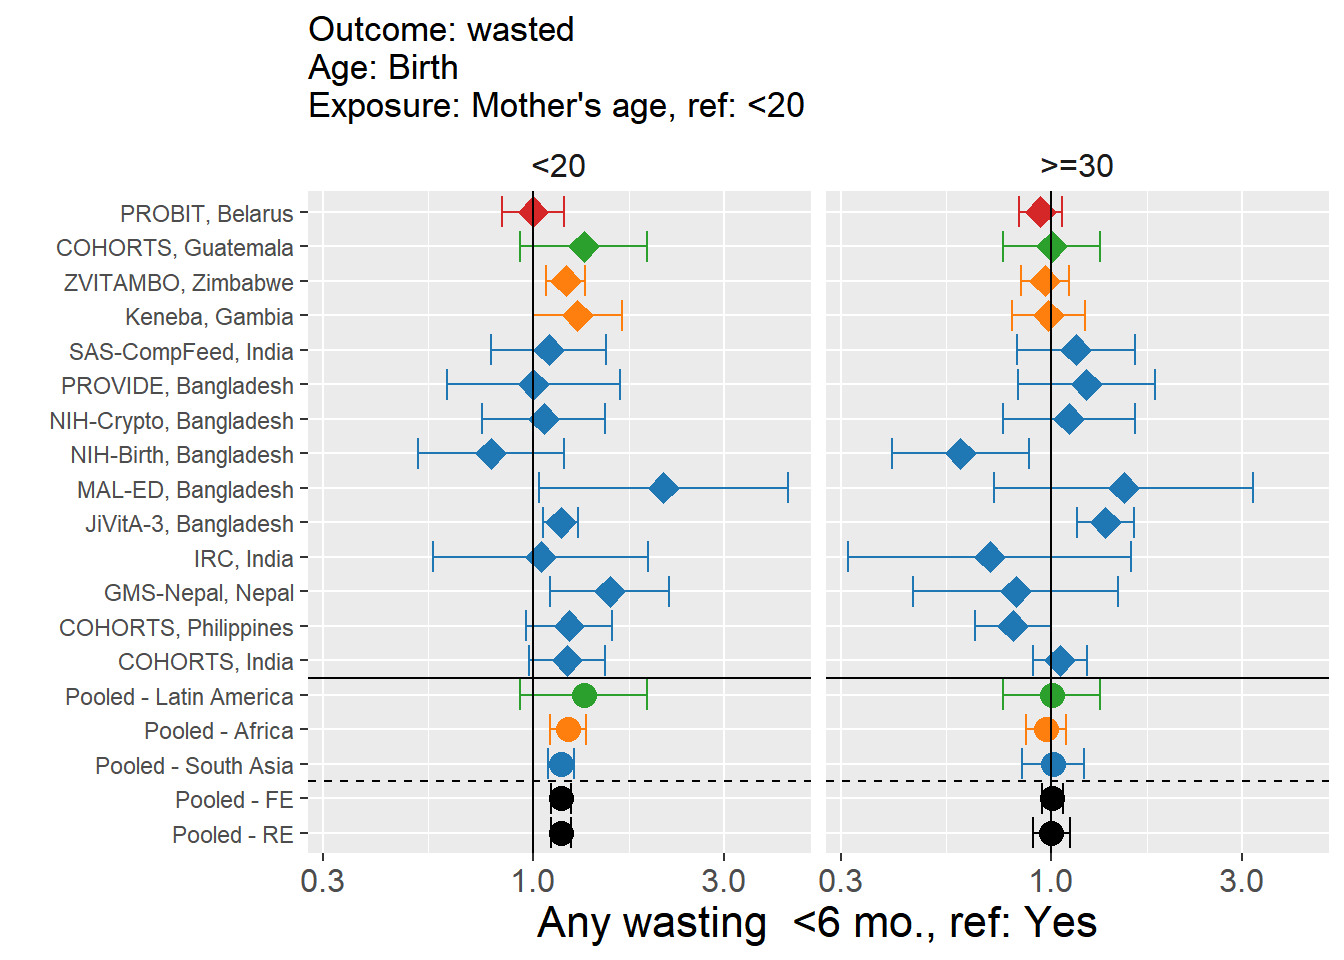 Outcome: wasted
Age: Birth
Exposure: Mother's age, ref: <20
<20 >=30
PROBIT, Belarus
COHORTS, Guatemala
ZVITAMBO, Zimbabwe
Keneba, Gambia
SAS-CompFeed, India
PROVIDE, Bangladesh
NIH-Crypto, Bangladesh
NIH-Birth, Bangladesh
MAL-ED, Bangladesh
JiVitA-3, Bangladesh
IRC, India
GMS-Nepal, Nepal
COHORTS, Philippines
COHORTS, India
Pooled - Latin America
Pooled - Africa
Pooled - South Asia
Pooled - FE
Pooled - RE
0.3 1.0 3.0 0.3 1.0 3.0
Any wasting  <6 mo., ref: Yes